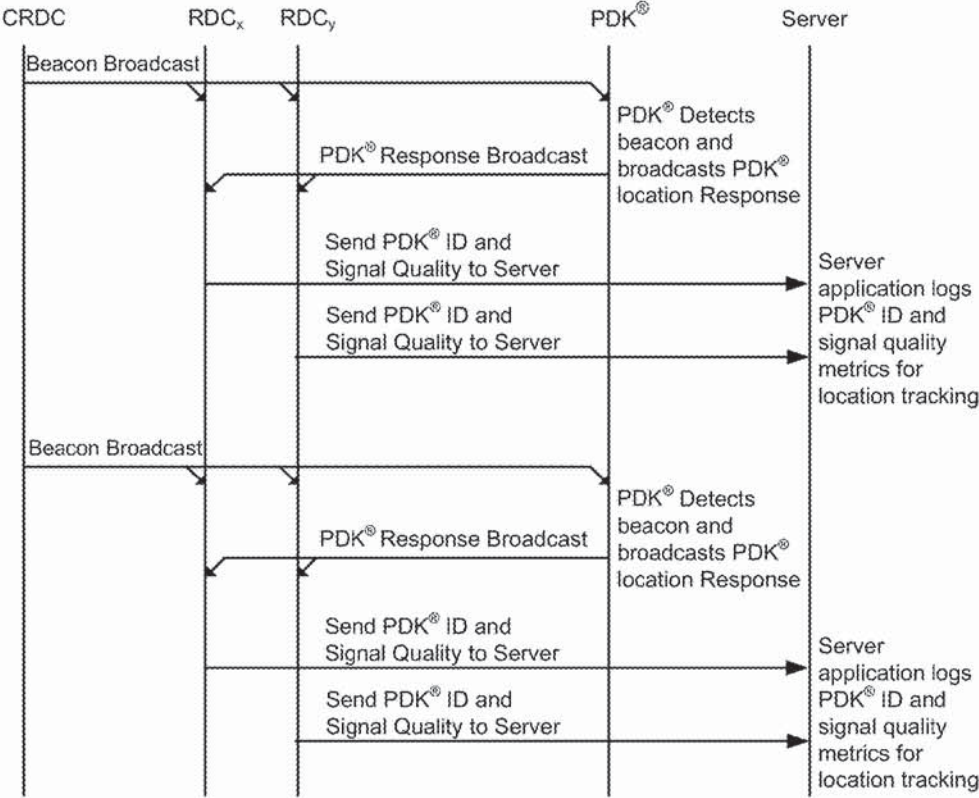 CRDC
RDCx
RDCy
PDK®
Server
Beacon Broadcast
PDK® Detects
beacon and
broadcasts PDK®
location Response
PDK® Response Broadcast
Send PDK® ID and
Signal Quality to Server
Send PDK® ID and
Signal Quality to Server
Server
application logs
PDK® ID and
signal quality
metrics for
location tracking
Beacon Broadcast
PDK® Detects
beacon and
broadcasts PDK®
location Response
PDK® Response Broadcast
Send PDK® ID and
Signal Quality to Server
Send PDK® ID and
Signal Quality to Server
Server
application logs
PDK® ID and
signal quality
metrics for
location tracking